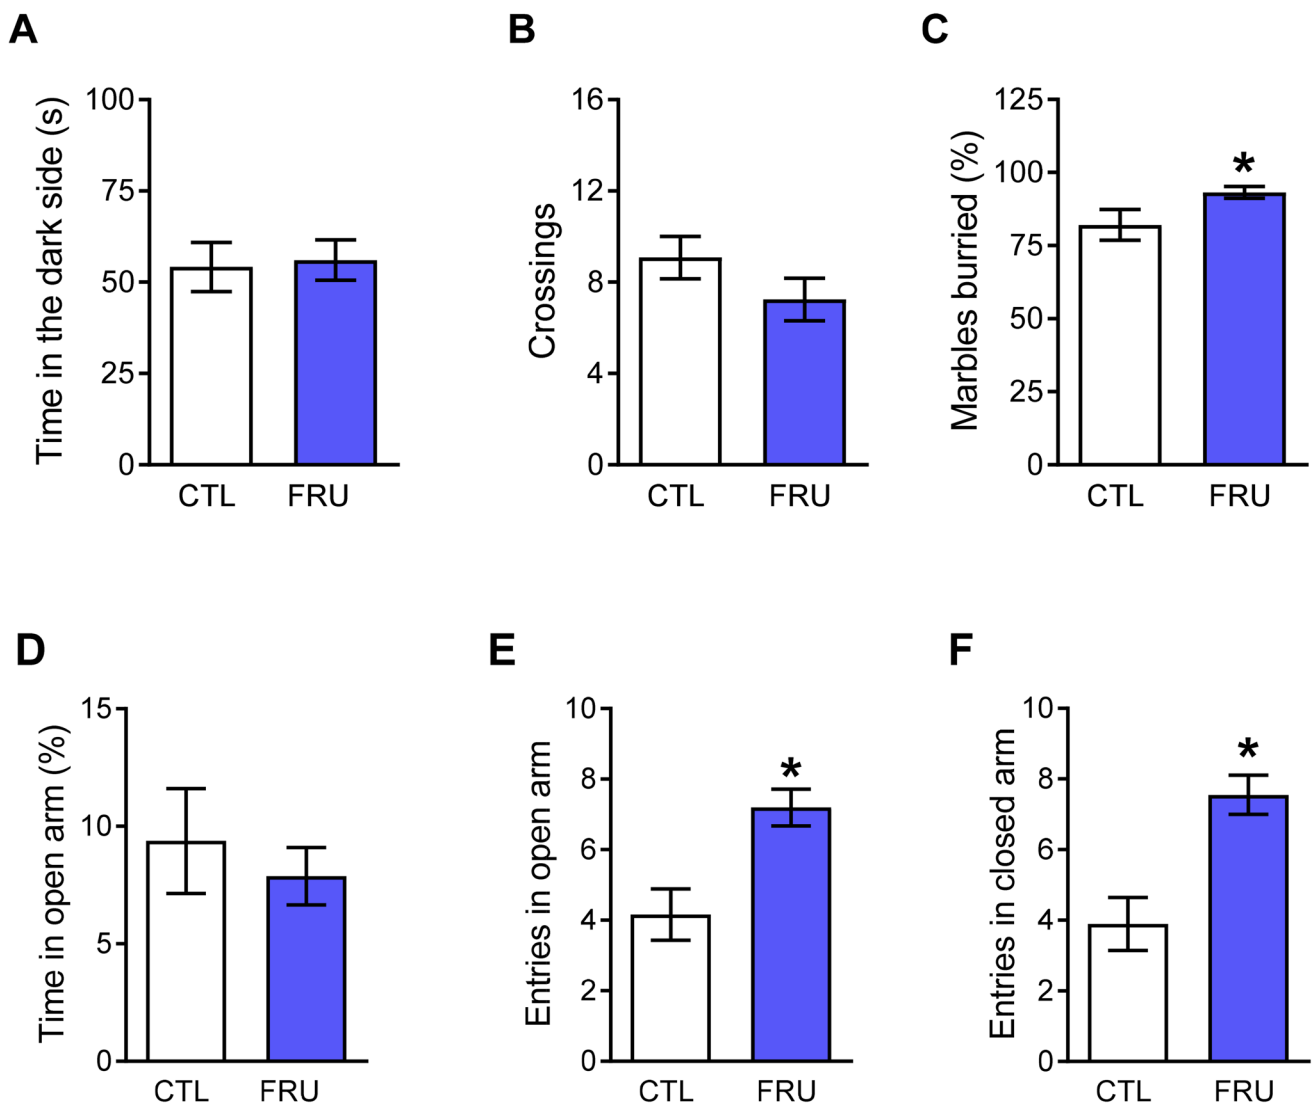 A
Time in the dark side (s)
100
75
50
25
0
CTL FRU
B
Crossings
16
12
8
4
0
CTL FRU
C
Marbles burried (%)
125
100
75
50
25
0
*
CTL FRU
D
Time in open arm (%)
15
10
5
0
CTL FRU
E
Entries in open arm
10
8
6
4
2
0
*
CTL FRU
F
Entries in closed arm
10
8
6
4
2
0
*
CTL FRU